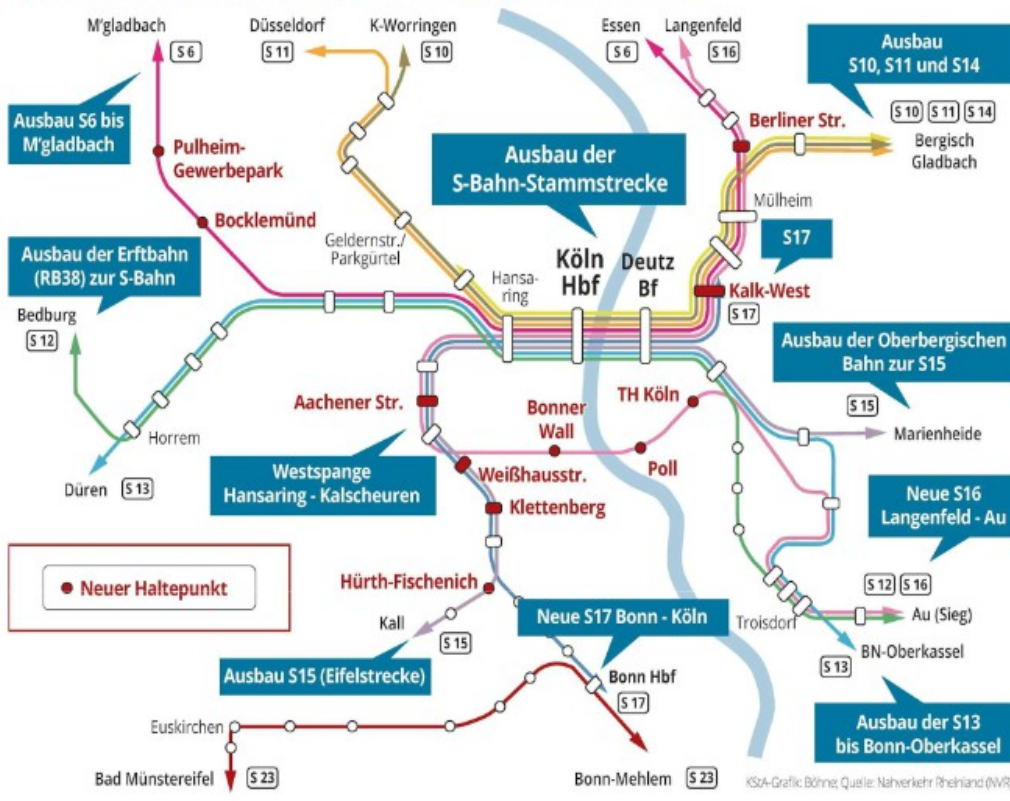 M'gladbach
S 6
Düsseldorf
S 11
K-Worringen
S 10
Essen
S 6
Langenfeld
S 16
Ausbau
S10, S11 und S14
S 10 S 11 S 14
Bergisch
Gladbach
Ausbau S6 bis
M'gladbach
Pulheim-
Gewerbepark
Bocklemünd
Ausbau der
S-Bahn-Stammstrecke
Berliner Str.
Mülheim
S17
Geldernstr./
Parkgürtel
Hansa-
ring
Köln
Hbf
Deutz
Bf
Kalk-West
S 17
Ausbau der Erftbahn
(RB38) zur S-Bahn
Bedburg
S 12
Ausbau der Oberbergischen
Bahn zur S15
S 15
Marienheide
Horrem
Düren
S 13
Aachener Str.
Bonner
Wall
TH Köln
Poll
Westspange
Hansaring - Kalscheuren
Weißhausstr.
Klettenberg
Neue S16
Langenfeld - Au
S 12 S 16
Au (Sieg)
Neuer Haltepunkt
Hürth-Fischenich
Kall
S 15
Neue S17 Bonn - Köln
Troisdorf
S 13
BN-Oberkassel
Ausbau S15 (Eifelstrecke)
Bonn Hbf
S 17
Ausbau der S13
bis Bonn-Oberkassel
Euskirchen
Bad Münstereifel
S 23
Bonn-Mehlem
S 23
KStA-Grafik: Böhne; Quelle: Nahverkehr Rheinland (NVR)